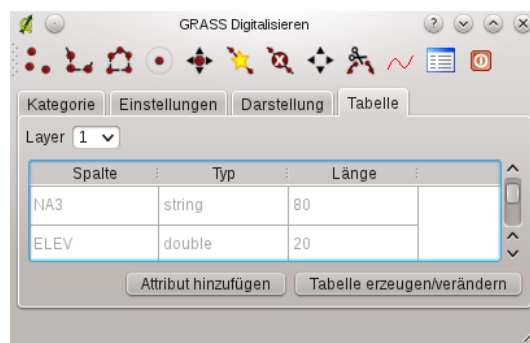 GRASS Digitalisieren
Kategorie Einstellungen Darstellung Tabelle
Layer 1
Spalte Typ Länge
NA3 string 80
ELEV double 20
Attribut hinzufügen Tabelle erzeugen/verändern